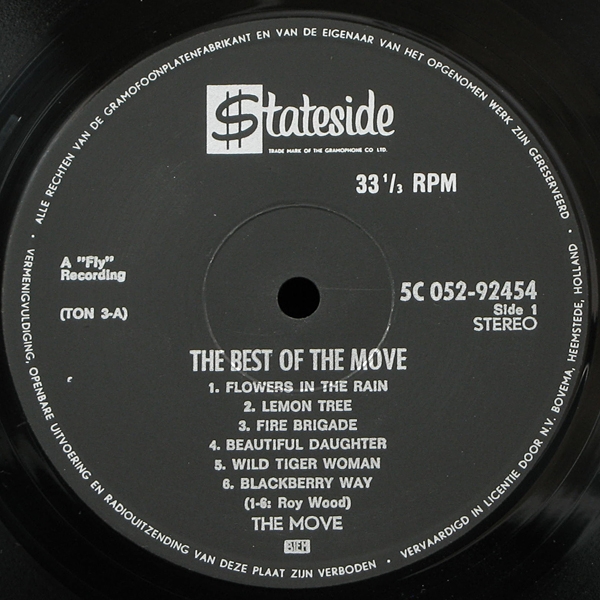 • ALLE RECHTEN VAN DE GRAMOFOONPLATENFABRIKANT EN VAN DE EIGENAAR VAN HET OPGENOMEN WERK ZIJN GERESERVEERD •
$tateside
TRADE MARK OF THE GRAMOPHONE CO LTD.
33 1/3 RPM
A "Fly"
Recording
(TON 3-A)
5C 052-92454
Side 1
STEREO
THE BEST OF THE MOVE
1. FLOWERS IN THE RAIN
2. LEMON TREE
3. FIRE BRIGADE
4. BEAUTIFUL DAUGHTER
5. WILD TIGER WOMAN
6. BLACKBERRY WAY
(1-6: Roy Wood)
THE MOVE
BIEM
VERMENIGVULDIGING, OPENBARE UITVOERING EN RADIOUITZENDING VAN DEZE PLAAT ZIJN VERBODEN • VERVAARDIGD IN LICENTIE DOOR N.V. BOVEMA, HEEMSTEDE, HOLLAND